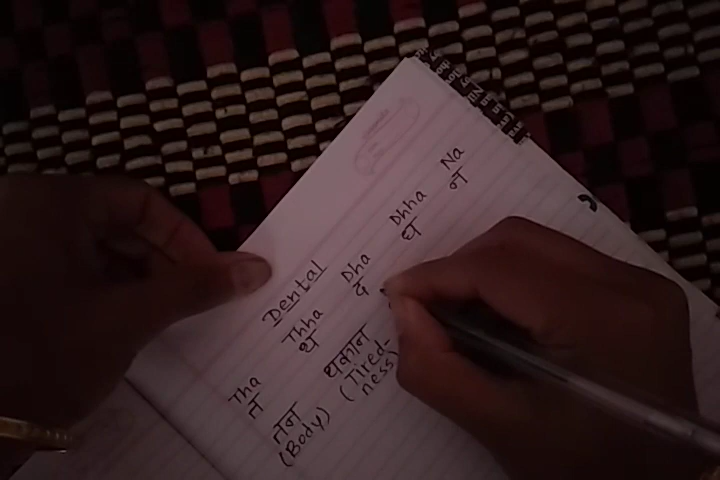 Dental
Tha Thha Dha Dhha Na
त थ द ध न
तन थकान
(Body) (Tired-
ness)